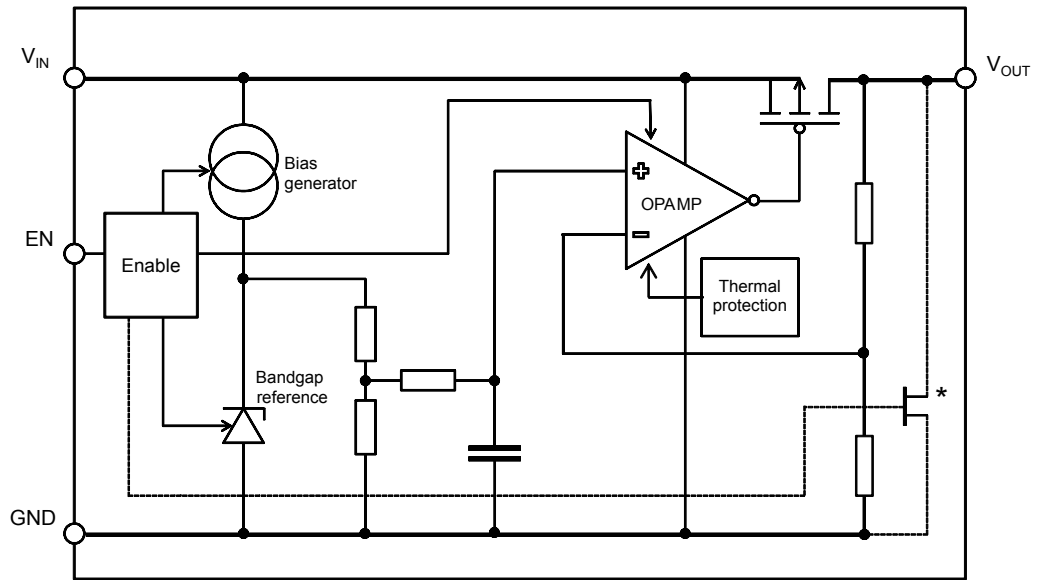 V_IN
V_OUT
Bias
generator
OPAMP
EN
Enable
Thermal
protection
Bandgap
reference
*
GND